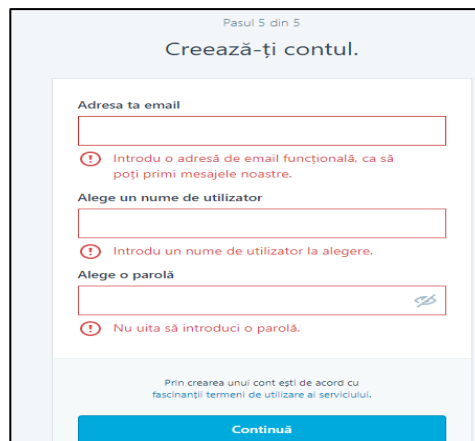 Pasul 5 din 5
Creează-ți contul.
Adresa ta email
Introdu o adresă de email funcțională, ca să
poți primi mesajele noastre.
Alege un nume de utilizator
Introdu un nume de utilizator la alegere.
Alege o parolă
Nu uita să introduci o parolă.
Prin crearea unui cont ești de acord cu
fascinanții termeni de utilizare ai serviciului.
Continuă